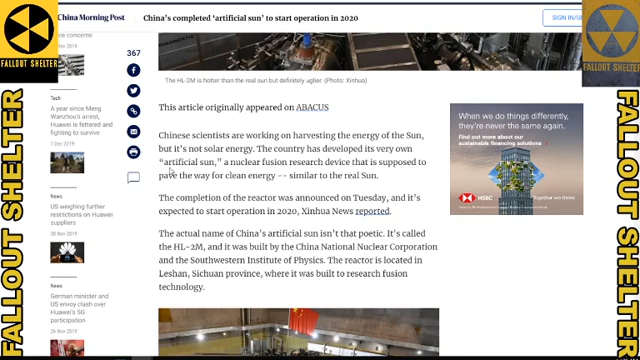 China Morning Post
China's completed 'artificial sun' to start operation in 2020
SIGN IN/U
FALLOUT SHELTER
FALLOUT SHELTER
FALLOUT SHELTER
FALLOUT SHELTER
ice concerns
367
The HL-2M is hotter than the real sun but definitely uglier. (Photo: Xinhua)
Tech
A year since Meng
Wanzhou's arrest,
Huawei is fettered and
fighting to survive
1 Dec 2019
News
US weighing further
restrictions on Huawei
suppliers
30 Nov 2019
News
German minister and
US envoy clash over
Huawei's 5G
participation
26 Nov 2019
This article originally appeared on ABACUS
Chinese scientists are working on harvesting the energy of the Sun,
but it's not solar energy. The country has developed its very own
“artificial sun,” a nuclear fusion research device that is supposed to
pave the way for clean energy -- similar to the real Sun.
The completion of the reactor was announced on Tuesday, and it's
expected to start operation in 2020, Xinhua News reported.
The actual name of China's artificial sun isn't that poetic. It's called
the HL-2M, and it was built by the China National Nuclear Corporation
and the Southwestern Institute of Physics. The reactor is located in
Leshan, Sichuan province, where it was built to research fusion
technology.
When we do things differently,
they're never the same again.
Find out more about our
sustainable financing solutions
HSBC
Together we thrive